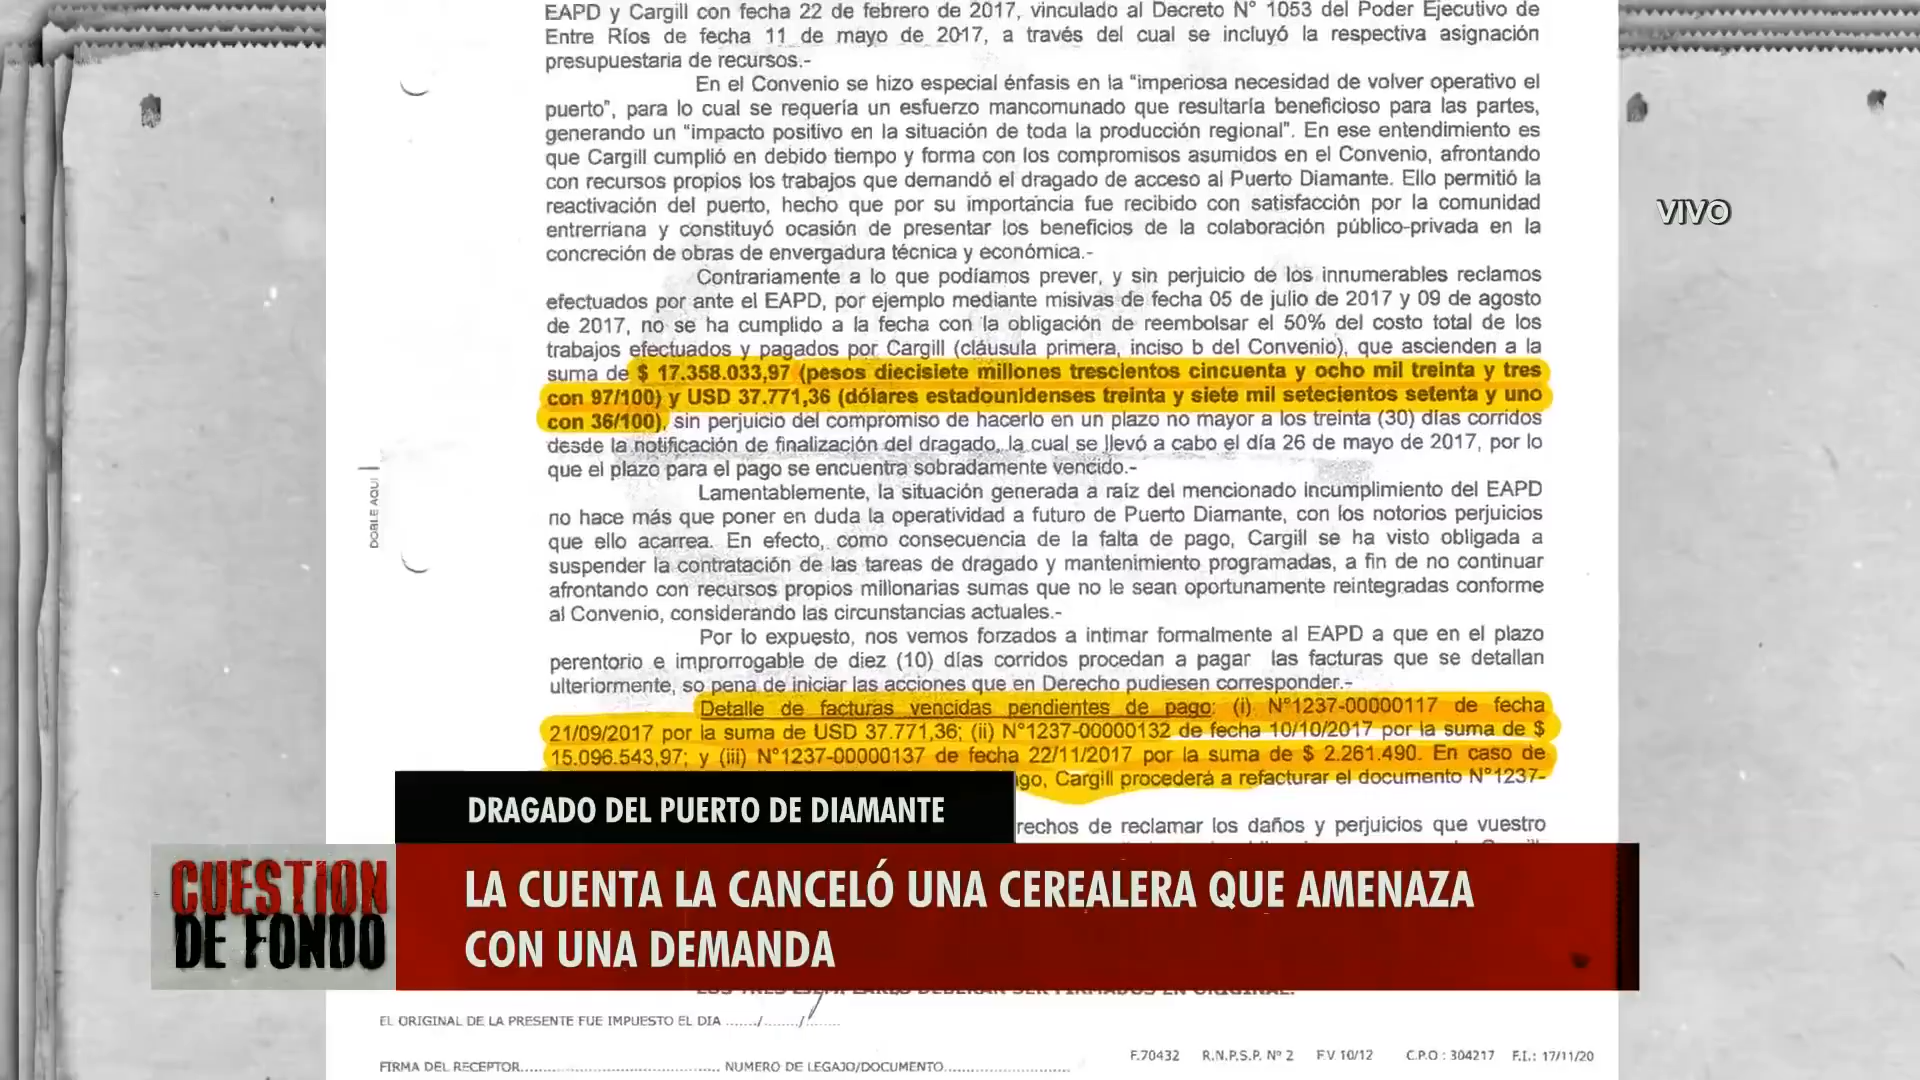 EAPD y Cargill con fecha 22 de febrero de 2017, vinculado al Decreto N° 1053 del Poder Ejecutivo de
Entre Ríos de fecha 11 de mayo de 2017, a través del cual se incluyó la respectiva asignación
presupuestaria de recursos.-
En el Convenio se hizo especial énfasis en la “imperiosa necesidad de volver operativo el
puerto”, para lo cual se requería un esfuerzo mancomunado que resultaría beneficioso para las partes,
generando un “impacto positivo en la situación de toda la producción regional”. En ese entendimiento es
que Cargill cumplió en debido tiempo y forma con los compromisos asumidos en el Convenio, afrontando
con recursos propios los trabajos que demandó el dragado de acceso al Puerto Diamante. Ello permitió la
reactivación del puerto, hecho que por su importancia fue recibido con satisfacción por la comunidad
entrerriana y constituyó ocasión de presentar los beneficios de la colaboración público-privada en la
concreción de obras de envergadura técnica y económica.-
Contrariamente a lo que podíamos prever, y sin perjuicio de los innumerables reclamos
efectuados por ante el EAPD, por ejemplo mediante misivas de fecha 05 de julio de 2017 y 09 de agosto
de 2017, no se ha cumplido a la fecha con la obligación de reembolsar el 50% del costo total de los
trabajos efectuados y pagados por Cargill (cláusula primera, inciso b del Convenio), que ascienden a la
suma de $ 17.358.033,97 (pesos diecisiete millones trescientos cincuenta y ocho mil treinta y tres
con 97/100) y USD 37.771,36 (dólares estadounidenses treinta y siete mil setecientos setenta y uno
con 36/100), sin perjuicio del compromiso de hacerlo en un plazo no mayor a los treinta (30) días corridos
desde la notificación de finalización del dragado, la cual se llevó a cabo el día 26 de mayo de 2017, por lo
que el plazo para el pago se encuentra sobradamente vencido.-
Lamentablemente, la situación generada a raíz del mencionado incumplimiento del EAPD
no hace más que poner en duda la operatividad a futuro de Puerto Diamante, con los notorios perjuicios
que ello acarrea. En efecto, como consecuencia de la falta de pago, Cargill se ha visto obligada a
suspender la contratación de las tareas de dragado y mantenimiento programadas, a fin de no continuar
afrontando con recursos propios millonarias sumas que no le sean oportunamente reintegradas conforme
al Convenio, considerando las circunstancias actuales.-
Por lo expuesto, nos vemos forzados a intimar formalmente al EAPD a que en el plazo
perentorio e improrrogable de diez (10) días corridos procedan a pagar las facturas que se detallan
ulteriormente, so pena de iniciar las acciones que en Derecho pudiesen corresponder.-
Detalle de facturas vencidas pendientes de pago: (i) N°1237-00000117 de fecha
21/09/2017 por la suma de USD 37.771,36; (ii) N°1237-00000132 de fecha 10/10/2017 por la suma de $
15.096.543,97; y (iii) N°1237-00000137 de fecha 22/11/2017 por la suma de $ 2.261.490. En caso de
go, Cargill procederá a refacturar el documento N°1237-
rechos de reclamar los daños y perjuicios que vuestro
DOBLE AQUI
VIVO
DRAGADO DEL PUERTO DE DIAMANTE
CUESTION
DE FONDO
LA CUENTA LA CANCELÓ UNA CEREALERA QUE AMENAZA
CON UNA DEMANDA
EL ORIGINAL DE LA PRESENTE FUE IMPUESTO EL DIA ....../......./........
FIRMA DEL RECEPTOR.................................................. NUMERO DE LEGAJO/DOCUMENTO................................
F.70432 R.N.P.S.P. Nº 2 F.V 10/12 C.P.O : 304217 F.I.: 17/11/20